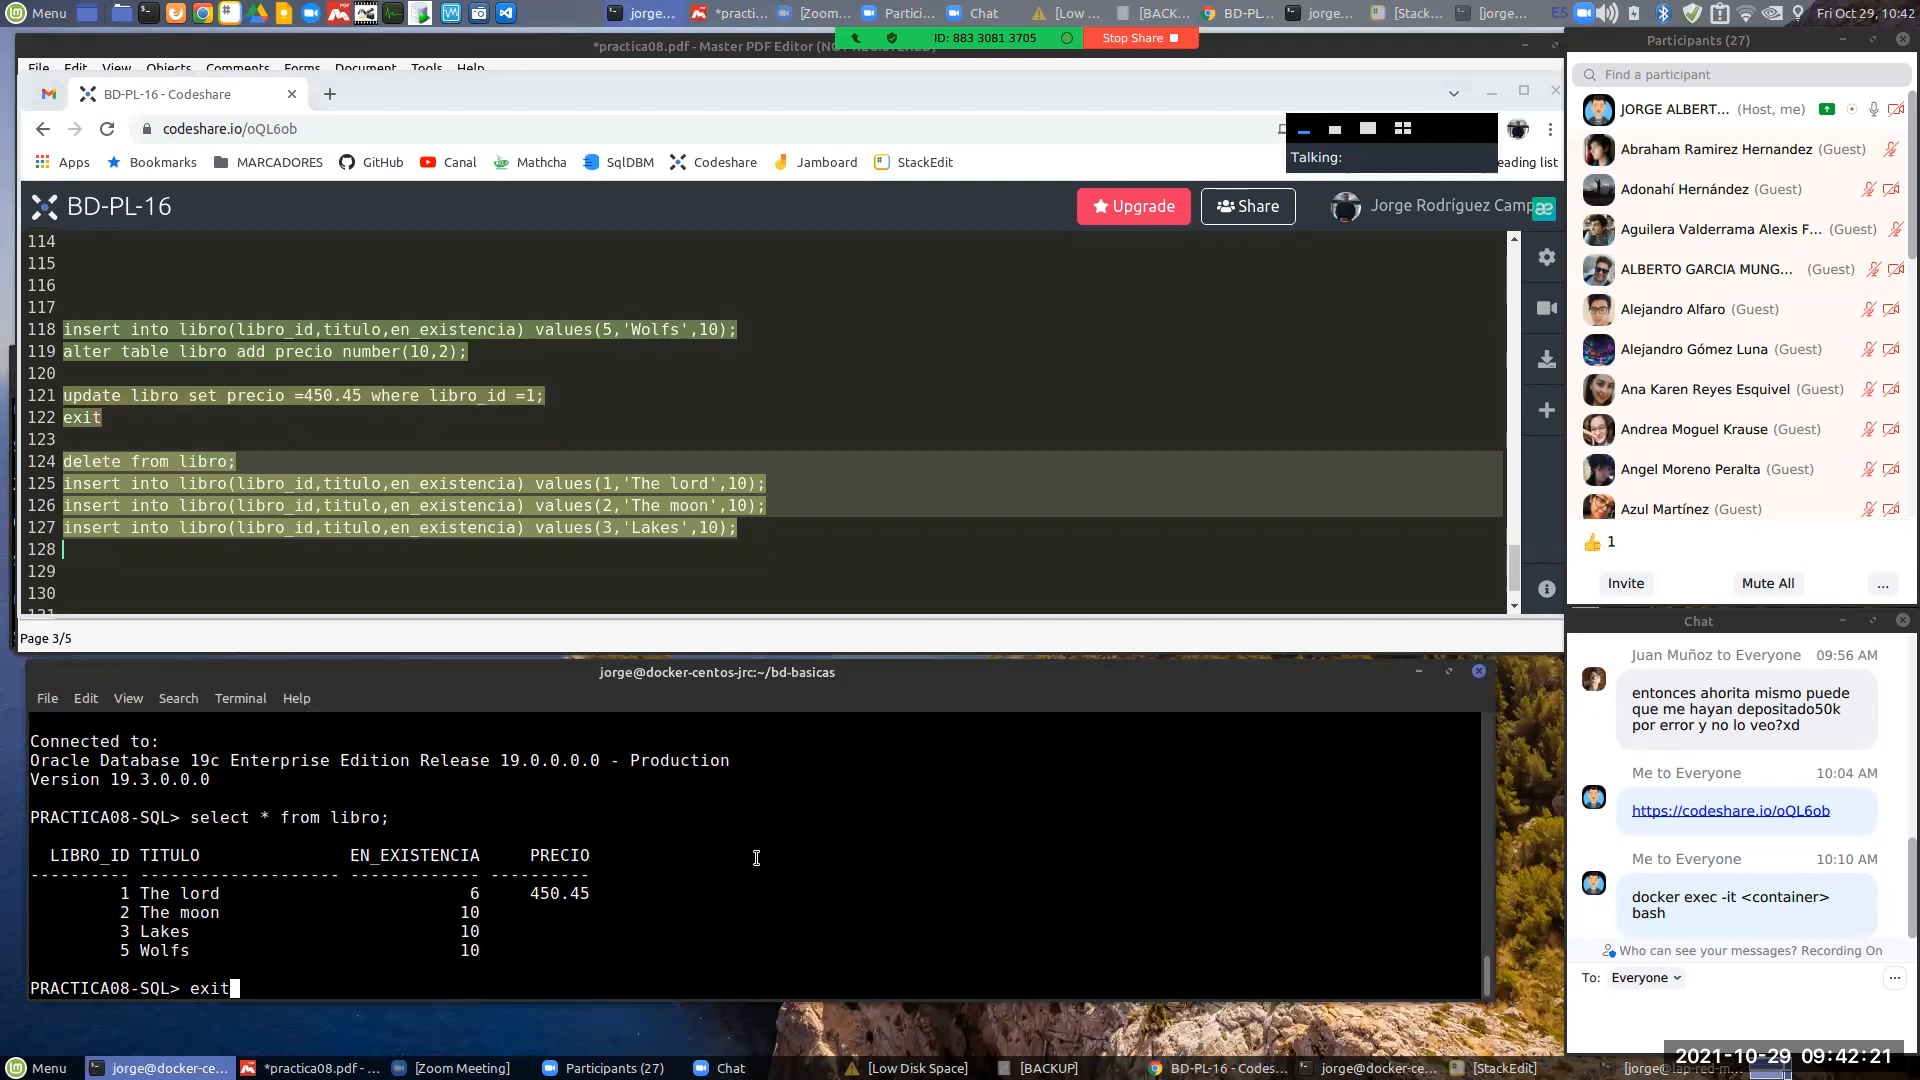 Menu
jorge...
*practi...
[Zoom...
Partici...
Chat
[Low ...
[BACK...
BD-PL...
jorge...
[Stack...
[jorge...
ES
Fri Oct 29, 10:42
*practica08.pdf - Master PDF Editor
ID: 883 3081 3705
Stop Share
File Edit View Objects Comments Forms Document Tools Help
BD-PL-16 - Codeshare
codeshare.io/oQL6ob
Talking:
Apps Bookmarks MARCADORES GitHub Canal Mathcha SqlDBM Codeshare Jamboard StackEdit
eading list
BD-PL-16
Upgrade
Share
Jorge Rodríguez Camp
æ
114
115
116
117
118 insert into libro(libro_id,titulo,en_existencia) values(5,'Wolfs',10);
119 alter table libro add precio number(10,2);
120
121 update libro set precio =450.45 where libro_id =1;
122 exit
123
124 delete from libro;
125 insert into libro(libro_id,titulo,en_existencia) values(1,'The lord',10);
126 insert into libro(libro_id,titulo,en_existencia) values(2,'The moon',10);
127 insert into libro(libro_id,titulo,en_existencia) values(3,'Lakes',10);
128
129
130
131
Page 3/5
jorge@docker-centos-jrc:~/bd-basicas
File Edit View Search Terminal Help
Connected to:
Oracle Database 19c Enterprise Edition Release 19.0.0.0.0 - Production
Version 19.3.0.0.0
PRACTICA08-SQL> select * from libro;
LIBRO_ID TITULO EN_EXISTENCIA PRECIO
---------- -------------------- ------------- ----------
1 The lord 6 450.45
2 The moon 10
3 Lakes 10
5 Wolfs 10
PRACTICA08-SQL> exit
Participants (27)
Find a participant
JORGE ALBERT... (Host, me)
Abraham Ramirez Hernandez (Guest)
Adonahí Hernández (Guest)
Aguilera Valderrama Alexis F... (Guest)
ALBERTO GARCIA MUNG... (Guest)
Alejandro Alfaro (Guest)
Alejandro Gómez Luna (Guest)
Ana Karen Reyes Esquivel (Guest)
Andrea Moguel Krause (Guest)
Angel Moreno Peralta (Guest)
Azul Martínez (Guest)
1
Invite
Mute All
...
Chat
Juan Muñoz to Everyone 09:56 AM
entonces ahorita mismo puede
que me hayan depositado50k
por error y no lo veo?xd
Me to Everyone 10:04 AM
https://codeshare.io/oQL6ob
Me to Everyone 10:10 AM
docker exec -it <container>
bash
Who can see your messages? Recording On
To: Everyone
Menu
jorge@docker-ce...
*practica08.pdf - ...
[Zoom Meeting]
Participants (27)
Chat
[Low Disk Space]
[BACKUP]
BD-PL-16 - Codes...
jorge@docker-ce...
[StackEdit]
2021-10-29 09:42:21